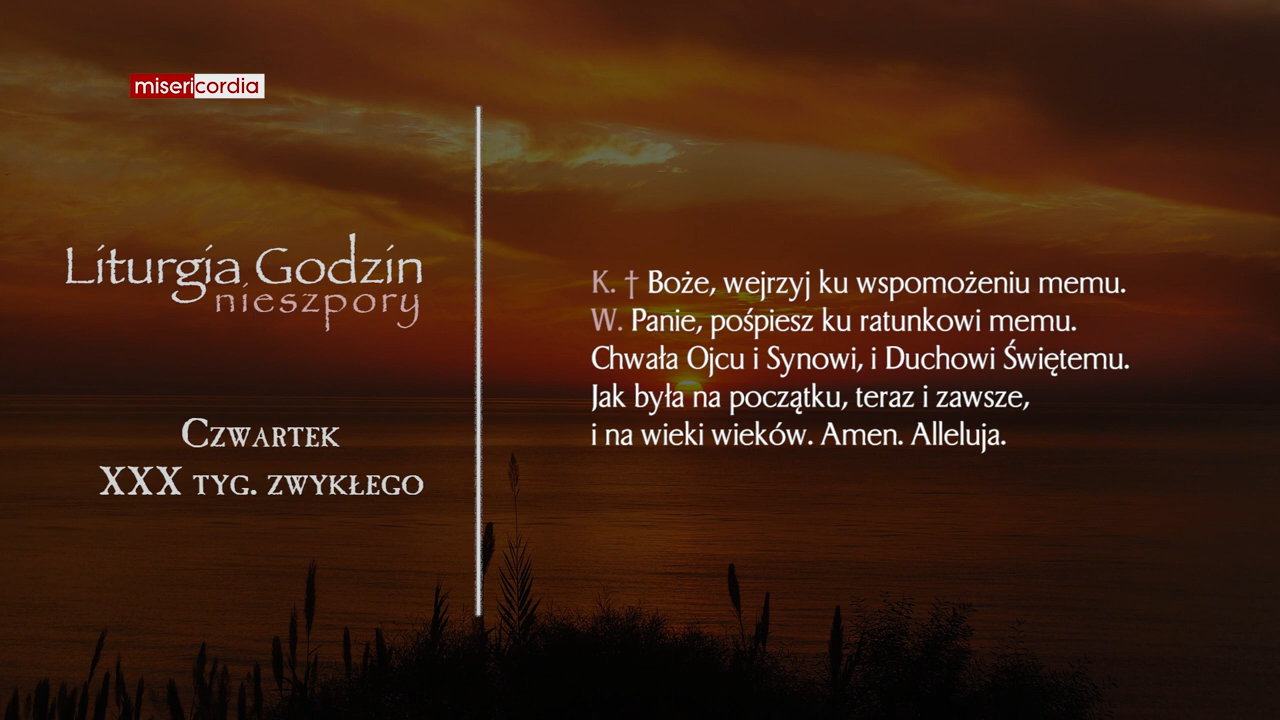 misericordia
Liturgia Godzin
nieszpory
Czwartek
XXX tyg. zwykłego
K. † Boże, wejrzyj ku wspomożeniu memu.
W. Panie, pośpiesz ku ratunkowi memu.
Chwała Ojcu i Synowi, i Duchowi Świętemu.
Jak była na początku, teraz i zawsze,
i na wieki wieków. Amen. Alleluja.